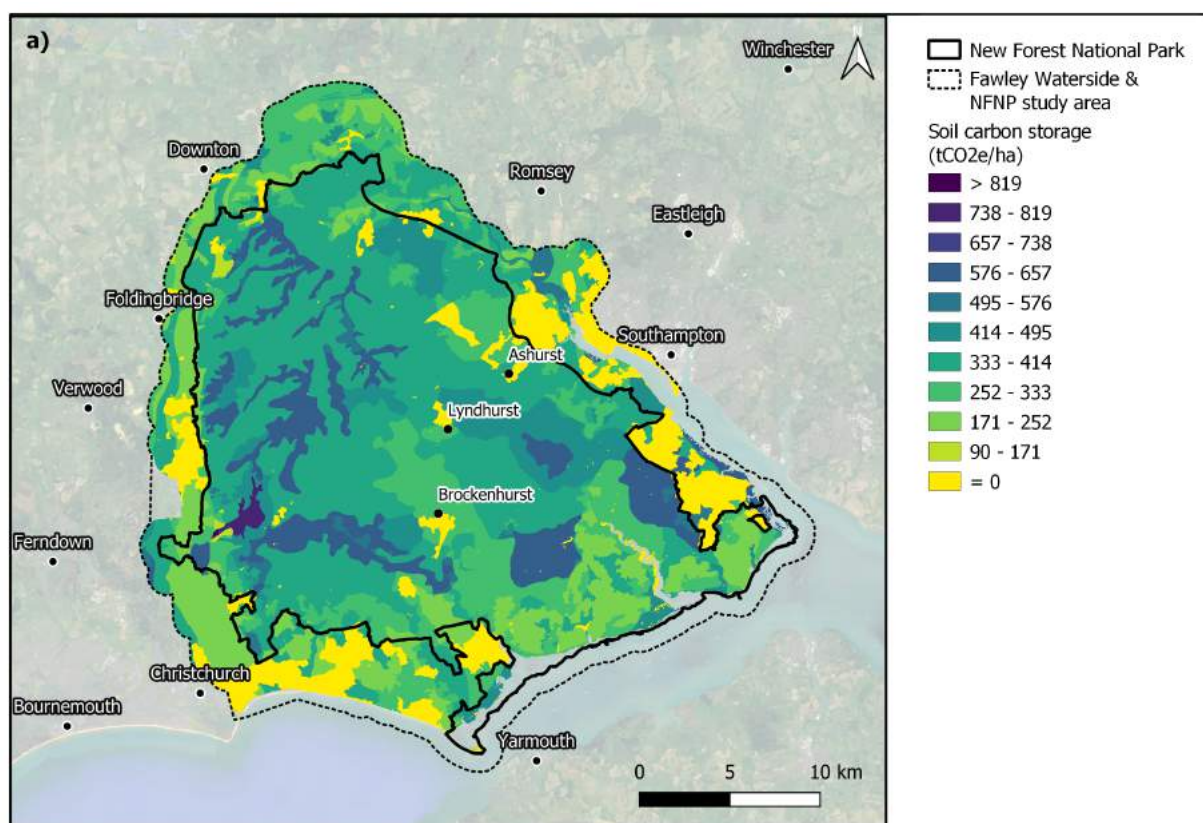 a)
Winchester
Downton
Romsey
Eastleigh
Foldingbridge
Southampton
Ashurst
Verwood
Lyndhurst
Brockenhurst
Ferndown
Christchurch
Bournemouth
Yarmouth
0 5 10 km
New Forest National Park
Fawley Waterside &
NFNP study area
Soil carbon storage
(tCO2e/ha)
> 819
738 - 819
657 - 738
576 - 657
495 - 576
414 - 495
333 - 414
252 - 333
171 - 252
90 - 171
= 0